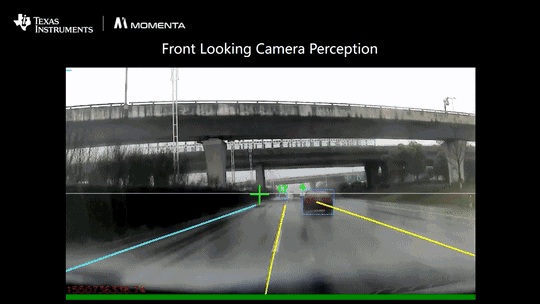 TEXAS INSTRUMENTS
MOMENTA
Front Looking Camera Perception